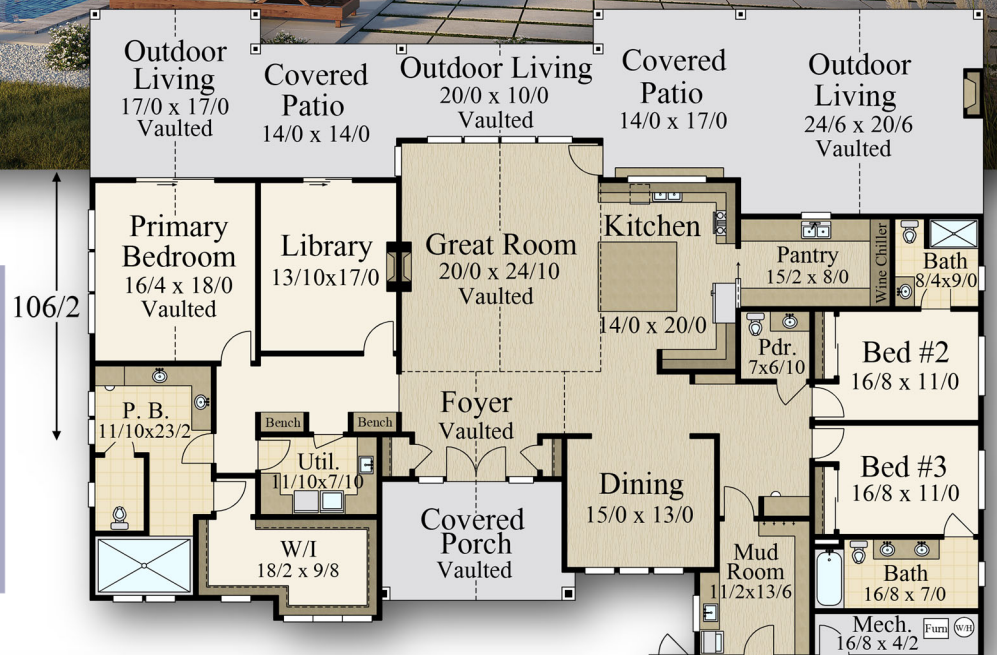 Outdoor
Living
17/0 x 17/0
Vaulted
Covered
Patio
14/0 x 14/0
Outdoor Living
20/0 x 10/0
Vaulted
Covered
Patio
14/0 x 17/0
Outdoor
Living
24/6 x 20/6
Vaulted
106/2
Primary
Bedroom
16/4 x 18/0
Vaulted
Library
13/10x17/0
Great Room
20/0 x 24/10
Vaulted
Kitchen
14/0 x 20/0
Pantry
15/2 x 8/0
Wine Chiller
Bath
8/4x9/0
Pdr.
7x6/10
Bed #2
16/8 x 11/0
P. B.
11/10x23/2
Bench
Bench
Foyer
Vaulted
Util.
11/10x7/10
Dining
15/0 x 13/0
Bed #3
16/8 x 11/0
W/I
18/2 x 9/8
Covered
Porch
Vaulted
Mud
Room
11/2x13/6
Bath
16/8 x 7/0
Mech.
16/8 x 4/2
Furn
W/H